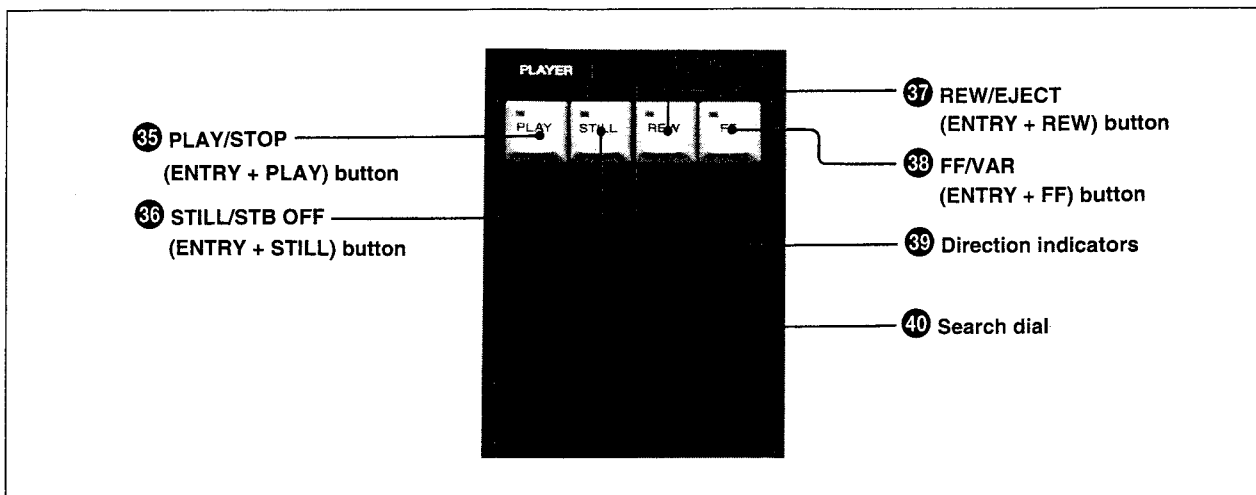 PLAYER
PLAY
STILL
REW
FF
35 PLAY/STOP
(ENTRY + PLAY) button
36 STILL/STB OFF
(ENTRY + STILL) button
37 REW/EJECT
(ENTRY + REW) button
38 FF/VAR
(ENTRY + FF) button
39 Direction indicators
40 Search dial